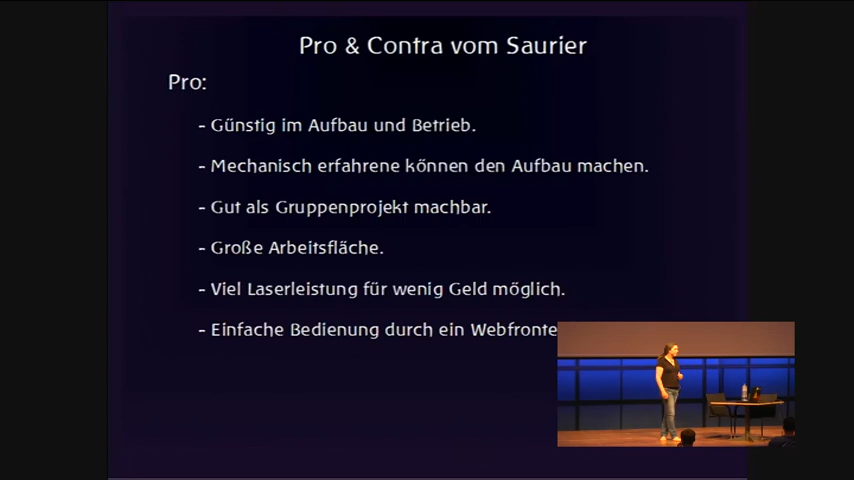 Pro & Contra vom Saurier
Pro:
- Günstig im Aufbau und Betrieb.
- Mechanisch erfahrene können den Aufbau machen.
- Gut als Gruppenprojekt machbar.
- Große Arbeitsfläche.
- Viel Laserleistung für wenig Geld möglich.
- Einfache Bedienung durch ein Webfronte